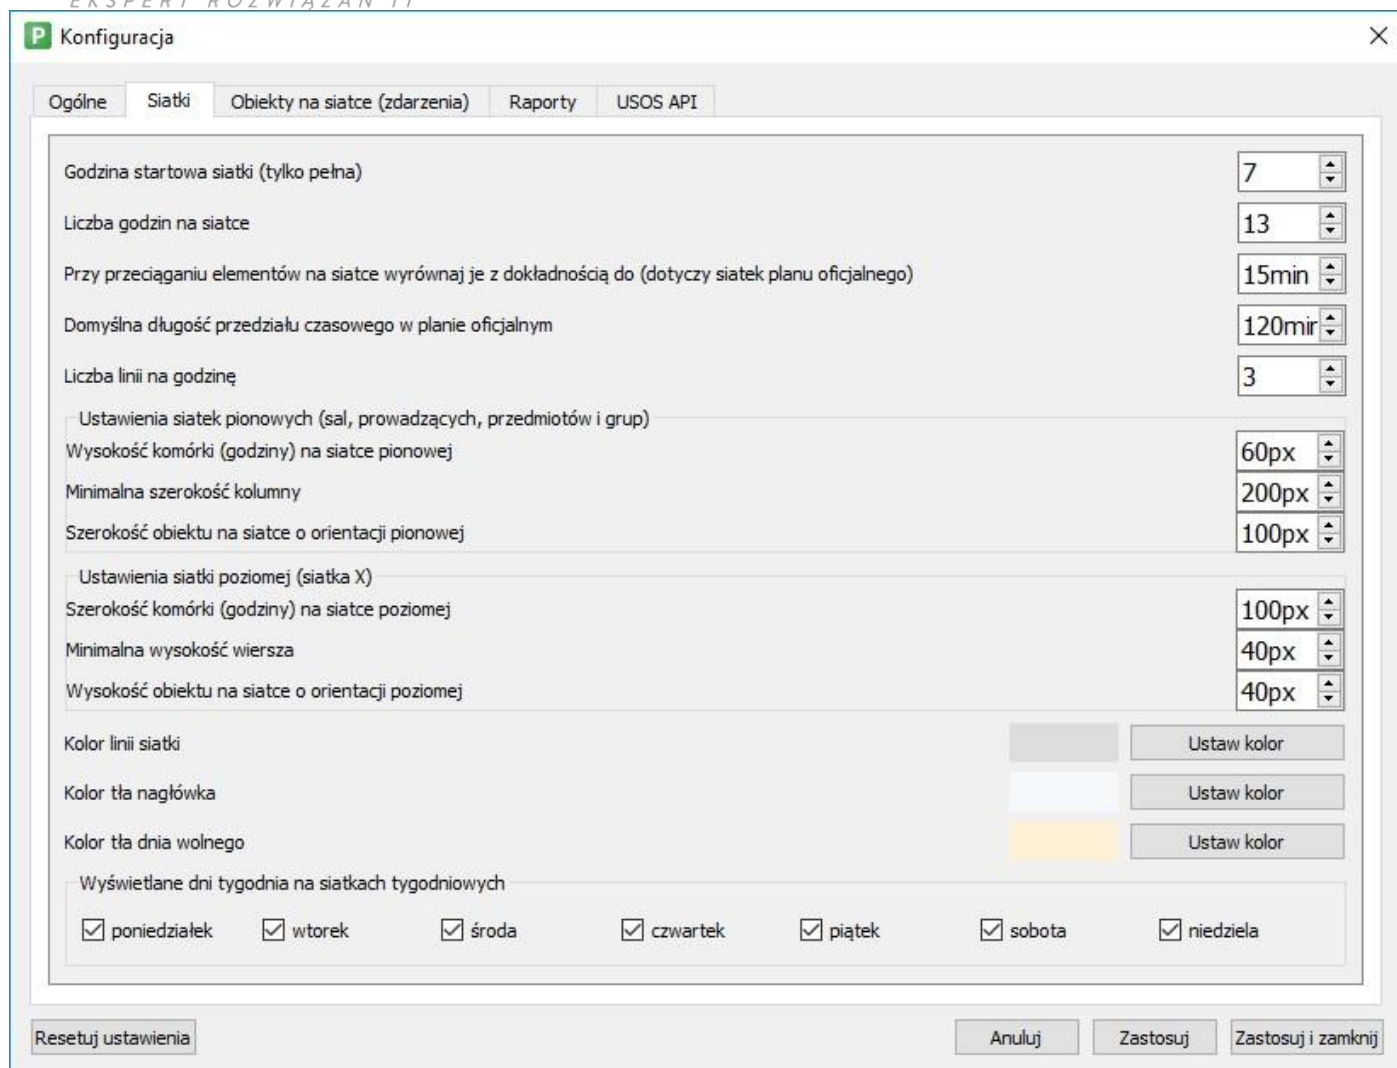 EKSPERT ROZWIĄZAŃ IT
P Konfiguracja
Ogólne Siatki Obiekty na siatce (zdarzenia) Raporty USOS API
Godzina startowa siatki (tylko pełna) 7
Liczba godzin na siatce 13
Przy przeciąganiu elementów na siatce wyrównaj je z dokładnością do (dotyczy siatek planu oficjalnego) 15min
Domyślna długość przedziału czasowego w planie oficjalnym 120min
Liczba linii na godzinę 3
Ustawienia siatek pionowych (sal, prowadzących, przedmiotów i grup)
Wysokość komórki (godziny) na siatce pionowej 60px
Minimalna szerokość kolumny 200px
Szerokość obiektu na siatce o orientacji pionowej 100px
Ustawienia siatki poziomej (siatka X)
Szerokość komórki (godziny) na siatce poziomej 100px
Minimalna wysokość wiersza 40px
Wysokość obiektu na siatce o orientacji poziomej 40px
Kolor linii siatki Ustaw kolor
Kolor tła nagłówka Ustaw kolor
Kolor tła dnia wolnego Ustaw kolor
Wyświetlane dni tygodnia na siatkach tygodniowych
poniedziałek wtorek środa czwartek piątek sobota niedziela
Resetuj ustawienia Anuluj Zastosuj Zastosuj i zamknij